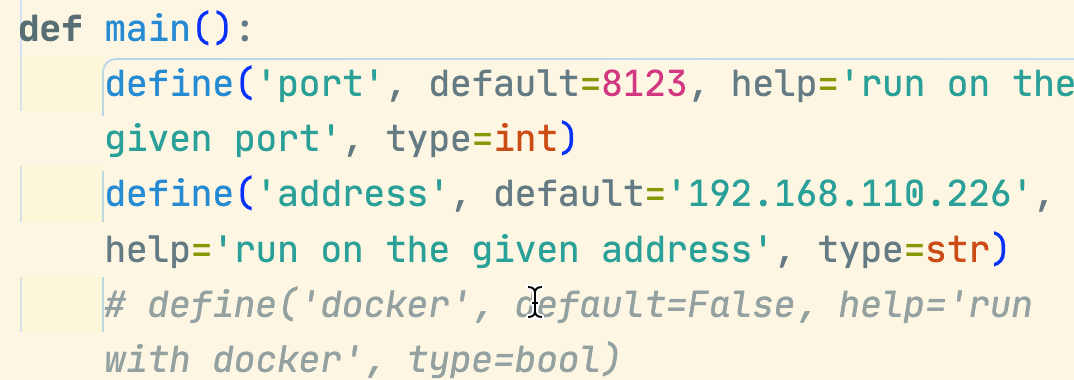 def main():
define('port', default=8123, help='run on the
given port', type=int)
define('address', default='192.168.110.226',
help='run on the given address', type=str)
# define('docker', default=False, help='run
with docker', type=bool)